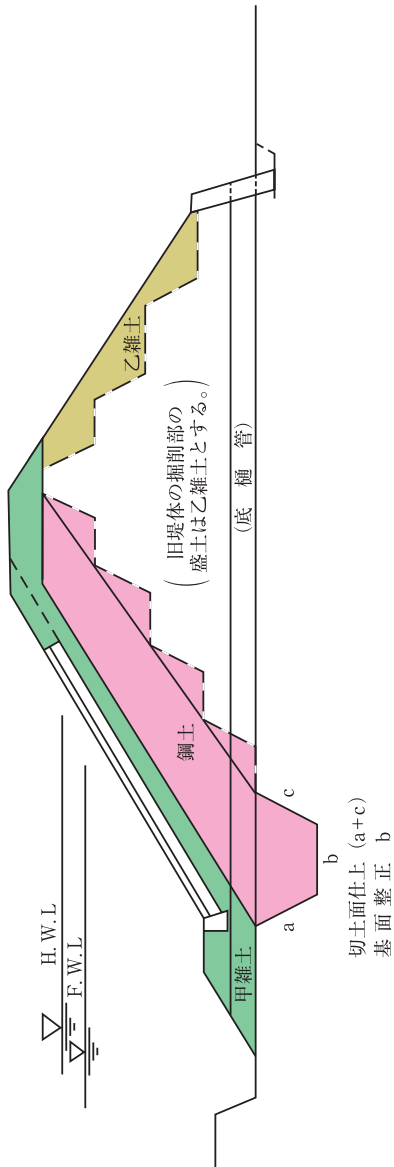 H.W.L
F.W.L
甲雑土
鋼土
乙雑土
(旧堤体の掘削部の
盛土は乙雑土とする。)
(底 樋 管)
a
b
c
切土面仕上 (a+c)
基 面 整 正 b